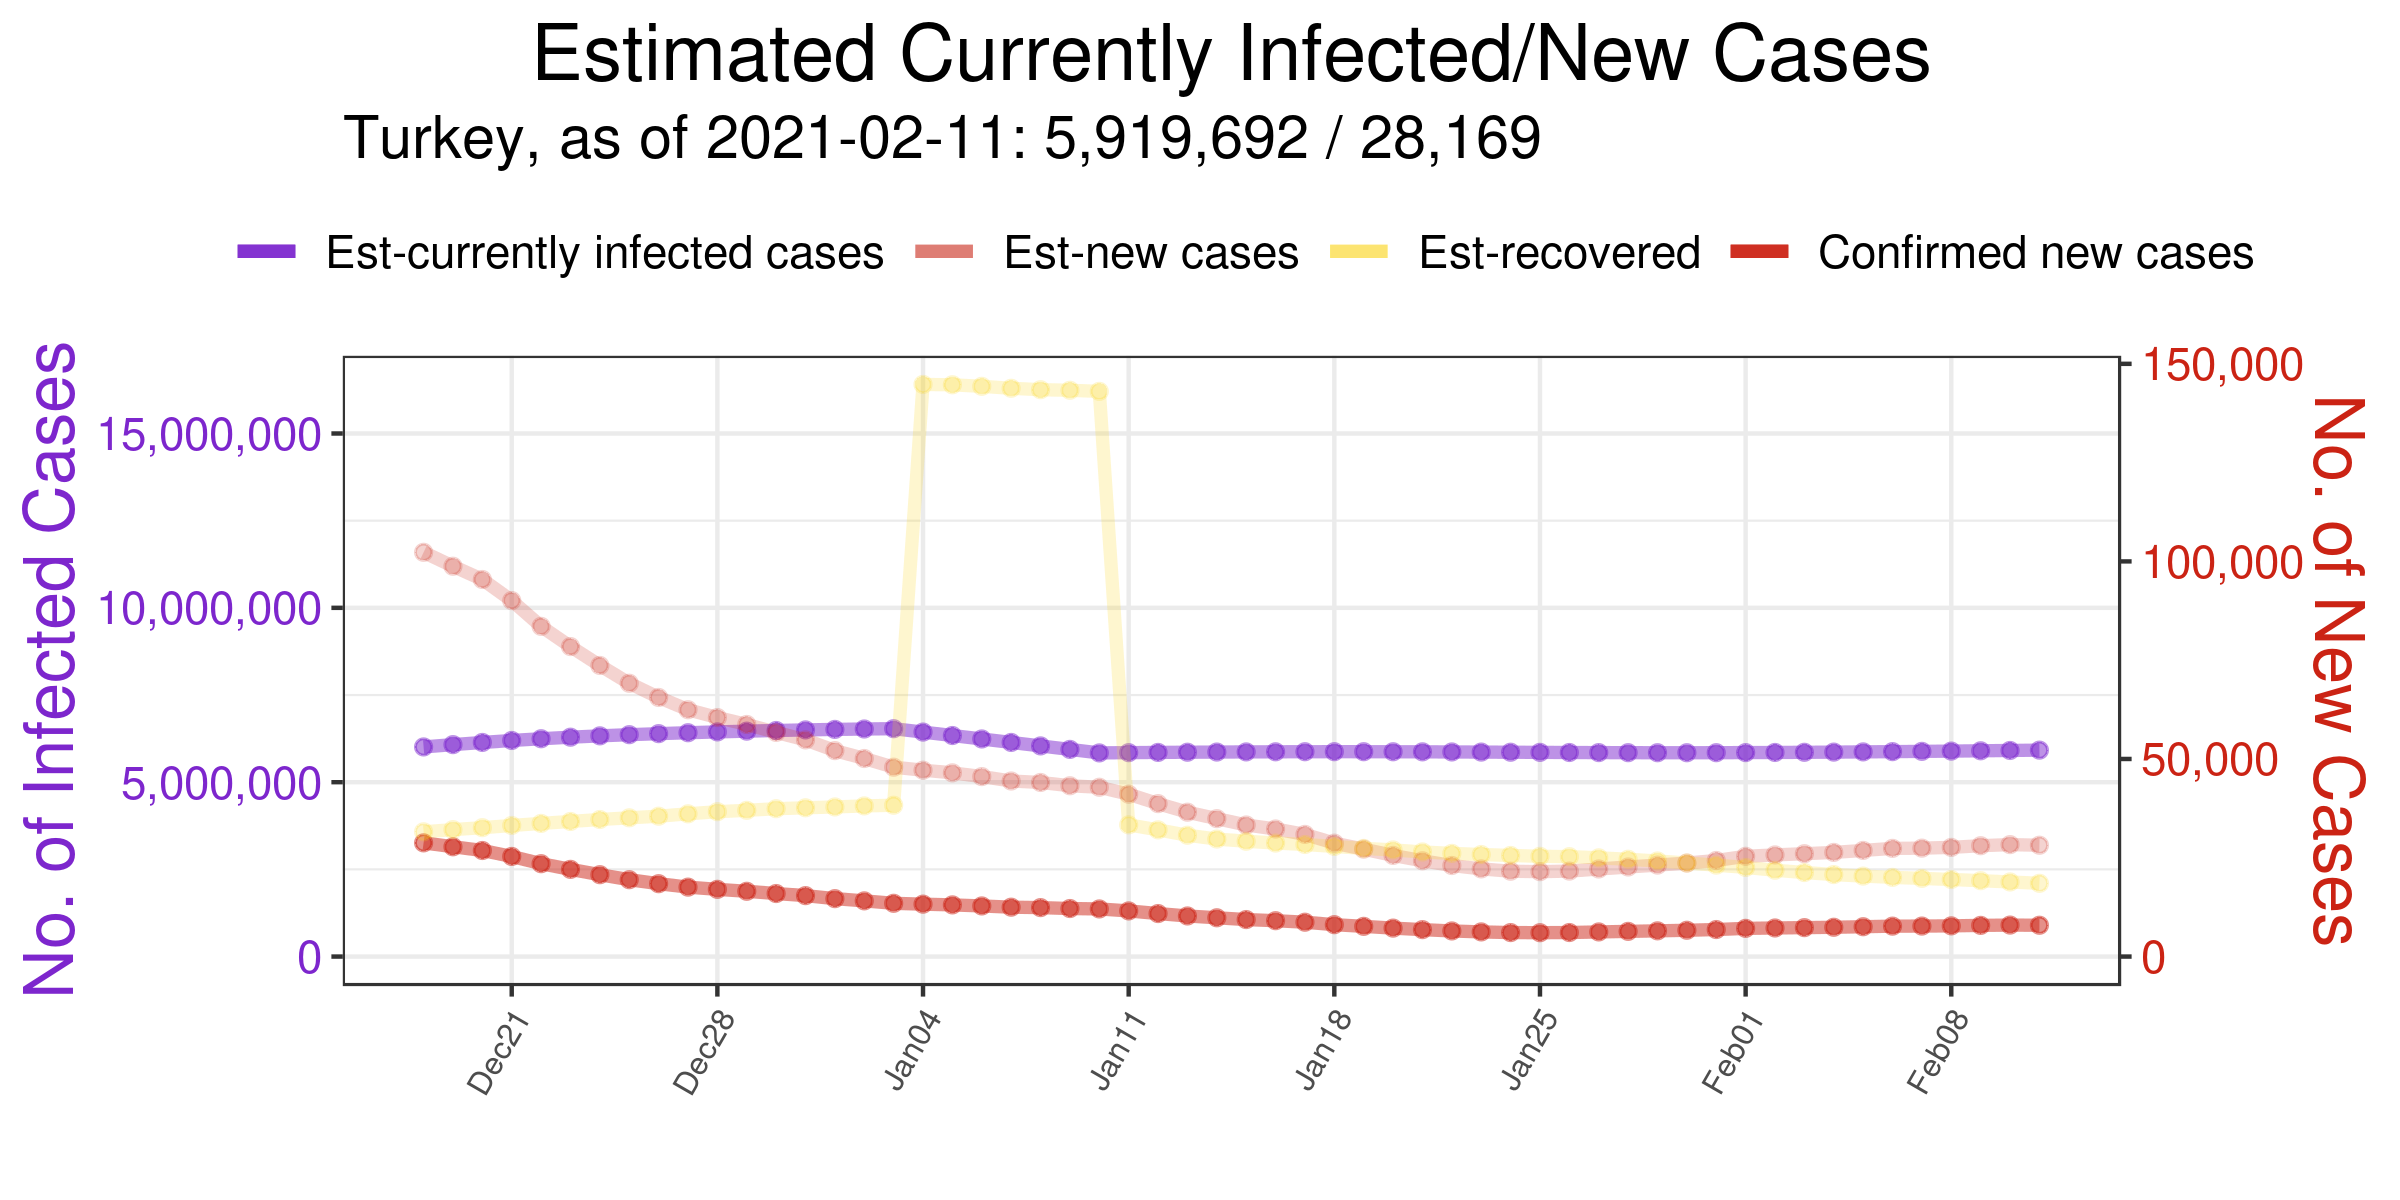 Estimated Currently Infected/New Cases
Turkey, as of 2021-02-11: 5,919,692 / 28,169
Est-currently infected cases Est-new cases Est-recovered Confirmed new cases
No. of Infected Cases
15,000,000
10,000,000
5,000,000
0
150,000
100,000
50,000
0
No. of New Cases
Dec21 Dec28 Jan04 Jan11 Jan18 Jan25 Feb01 Feb08